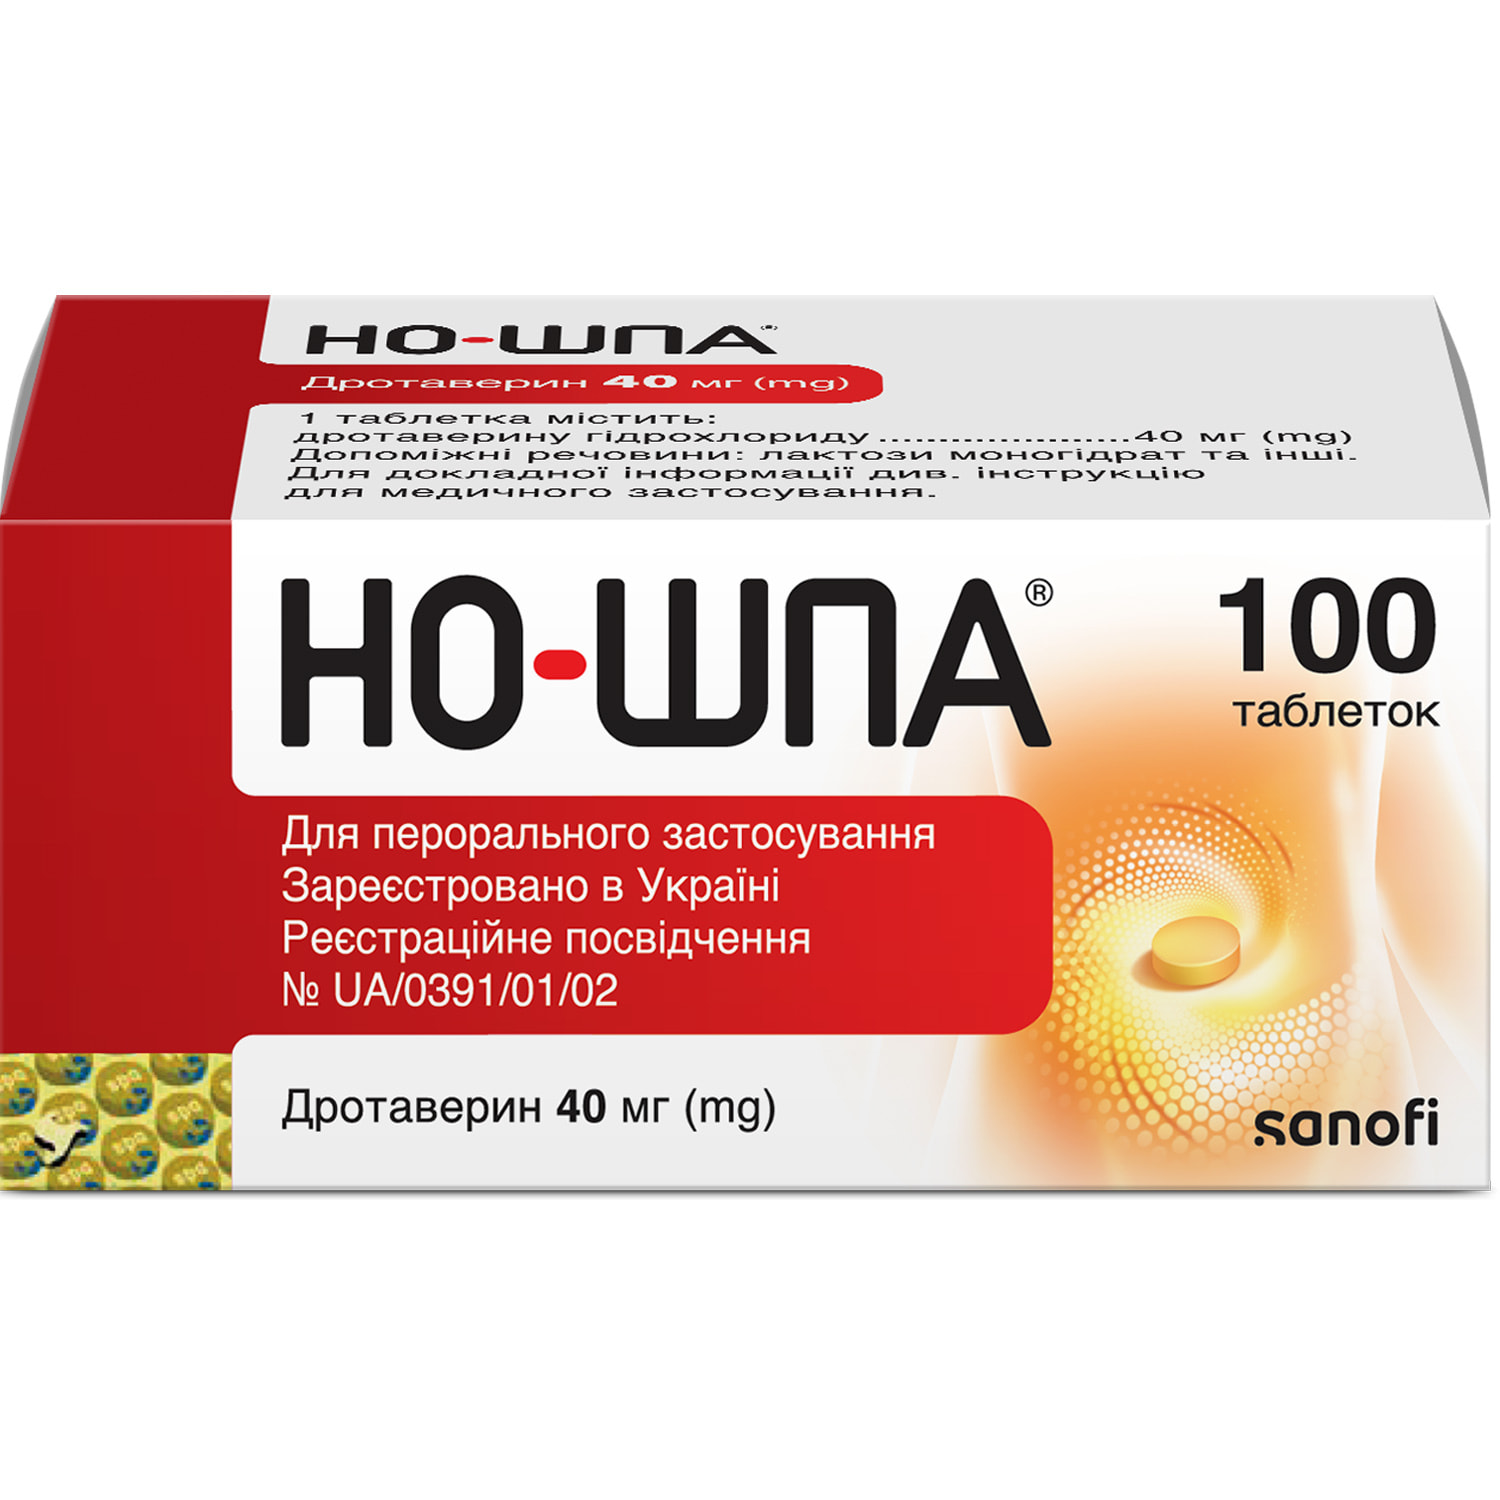 НО-ШПА®
Дротаверин 40 мг (mg)
1 таблетка містить:
дротаверину гідрохлориду.....................40 мг (mg)
Допоміжні речовини: лактози моногідрат та інші.
Для докладної інформації див. інструкцію
для медичного застосування.
НО-ШПА®
100
таблеток
Для перорального застосування
Зареєстровано в Україні
Реєстраційне посвідчення
№ UA/0391/01/02
Дротаверин 40 мг (mg)
sanofi